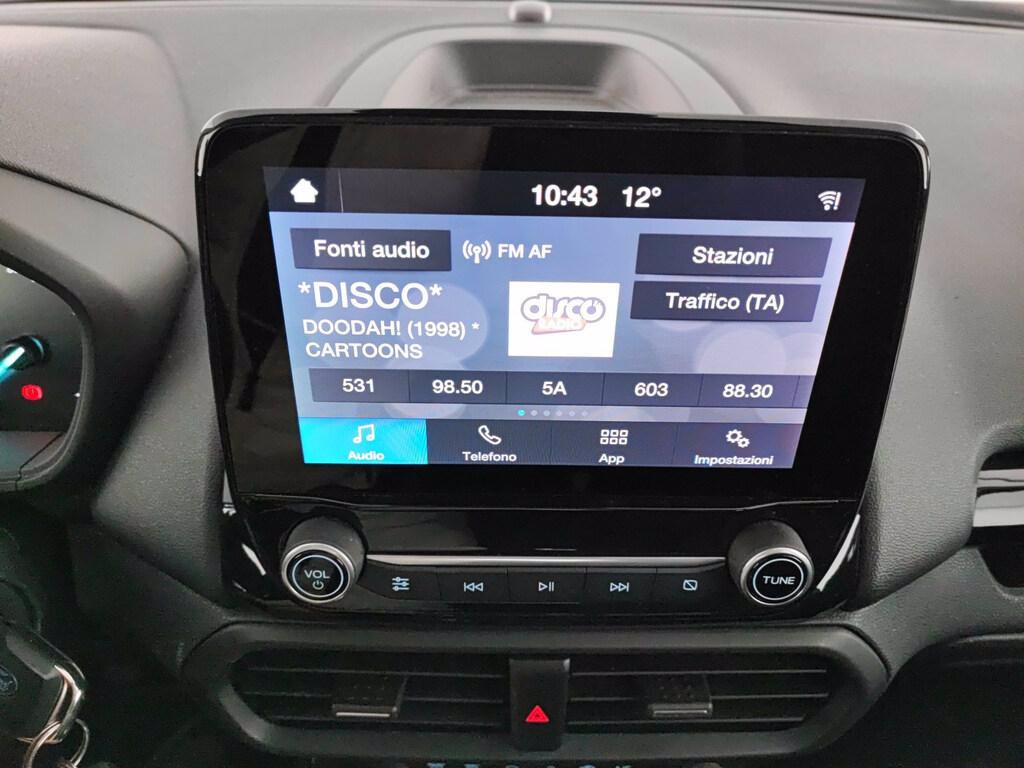 10:43 12°
Fonti audio FM AF Stazioni
*DISCO* disco RADIO Traffico (TA)
DOODAH! (1998) *
CARTOONS
531 98.50 5A 603 88.30
Audio Telefono App Impostazioni
VOL TUNE